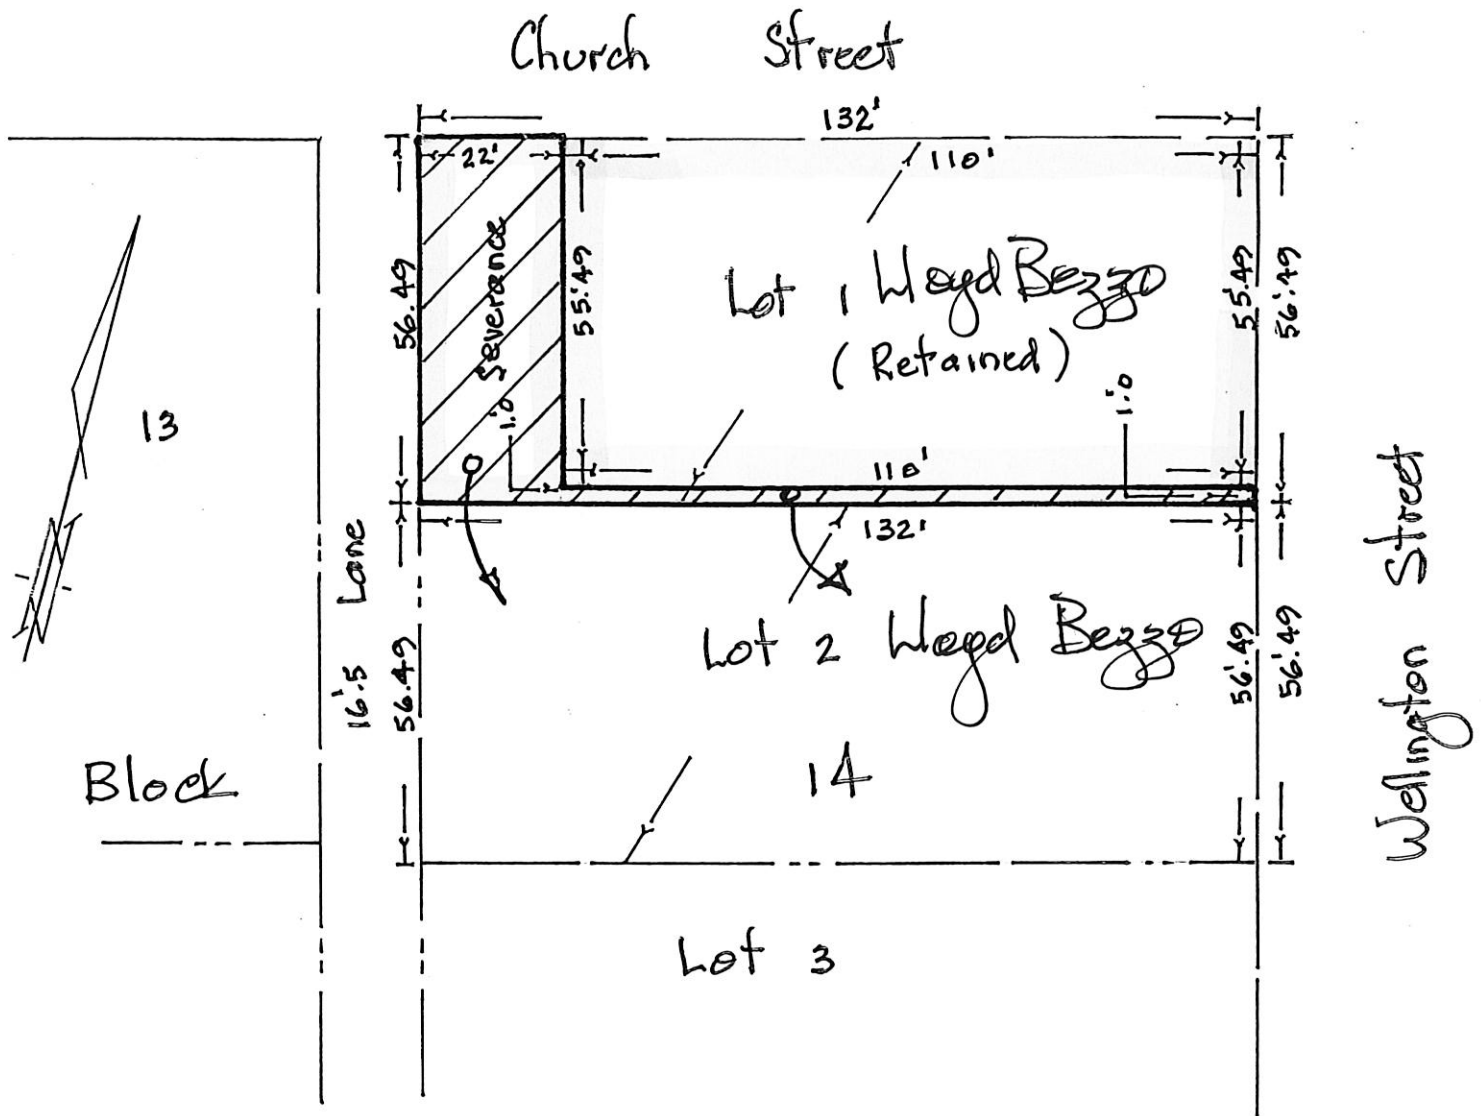 Church Street
132'
22'
110'
56.49
Severance
55'.49
Lot 1 Lloyd Bezzo
(Retained)
55'.49
56'.49
1'.0
1'.0
13
110'
132'
Lot 2 Lloyd Bezzo
16'.5 Lane
56.49
56'.49
56'.49
Wellington Street
Block
14
Lot 3